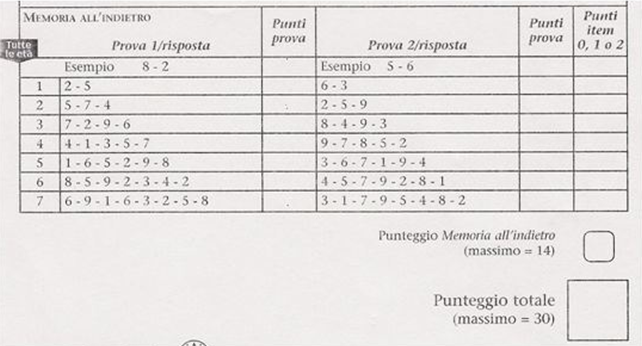 MEMORIA ALL'INDIETRO
Punti prova
Punti prova
Punti item 0, 1 o 2
Tutte le età
Prova 1/risposta
Prova 2/risposta
Esempio 8 - 2 Esempio 5 - 6
1 2 - 5 6 - 3
2 5 - 7 - 4 2 - 5 - 9
3 7 - 2 - 9 - 6 8 - 4 - 9 - 3
4 4 - 1 - 3 - 5 - 7 9 - 7 - 8 - 5 - 2
5 1 - 6 - 5 - 2 - 9 - 8 3 - 6 - 7 - 1 - 9 - 4
6 8 - 5 - 9 - 2 - 3 - 4 - 2 4 - 5 - 7 - 9 - 2 - 8 - 1
7 6 - 9 - 1 - 6 - 3 - 2 - 5 - 8 3 - 1 - 7 - 9 - 5 - 4 - 8 - 2
Punteggio Memoria all'indietro
(massimo = 14)
Punteggio totale
(massimo = 30)